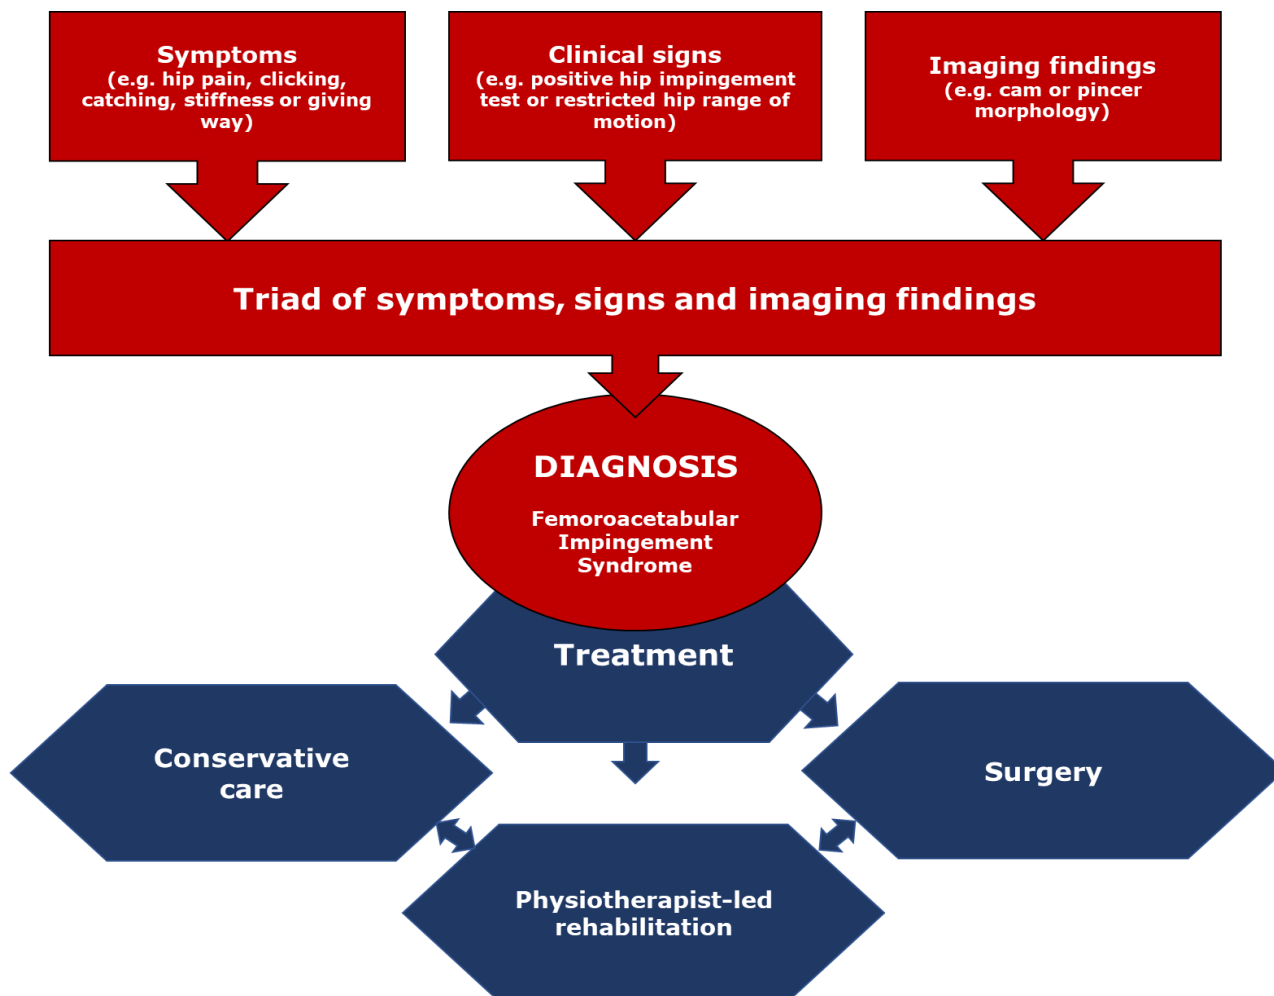 Symptoms
(e.g. hip pain, clicking,
catching, stiffness or giving
way)
Clinical signs
(e.g. positive hip impingement
test or restricted hip range of
motion)
Imaging findings
(e.g. cam or pincer
morphology)
Triad of symptoms, signs and imaging findings
DIAGNOSIS
Femoroacetabular
Impingement
Syndrome
Treatment
Conservative
care
Surgery
Physiotherapist-led
rehabilitation